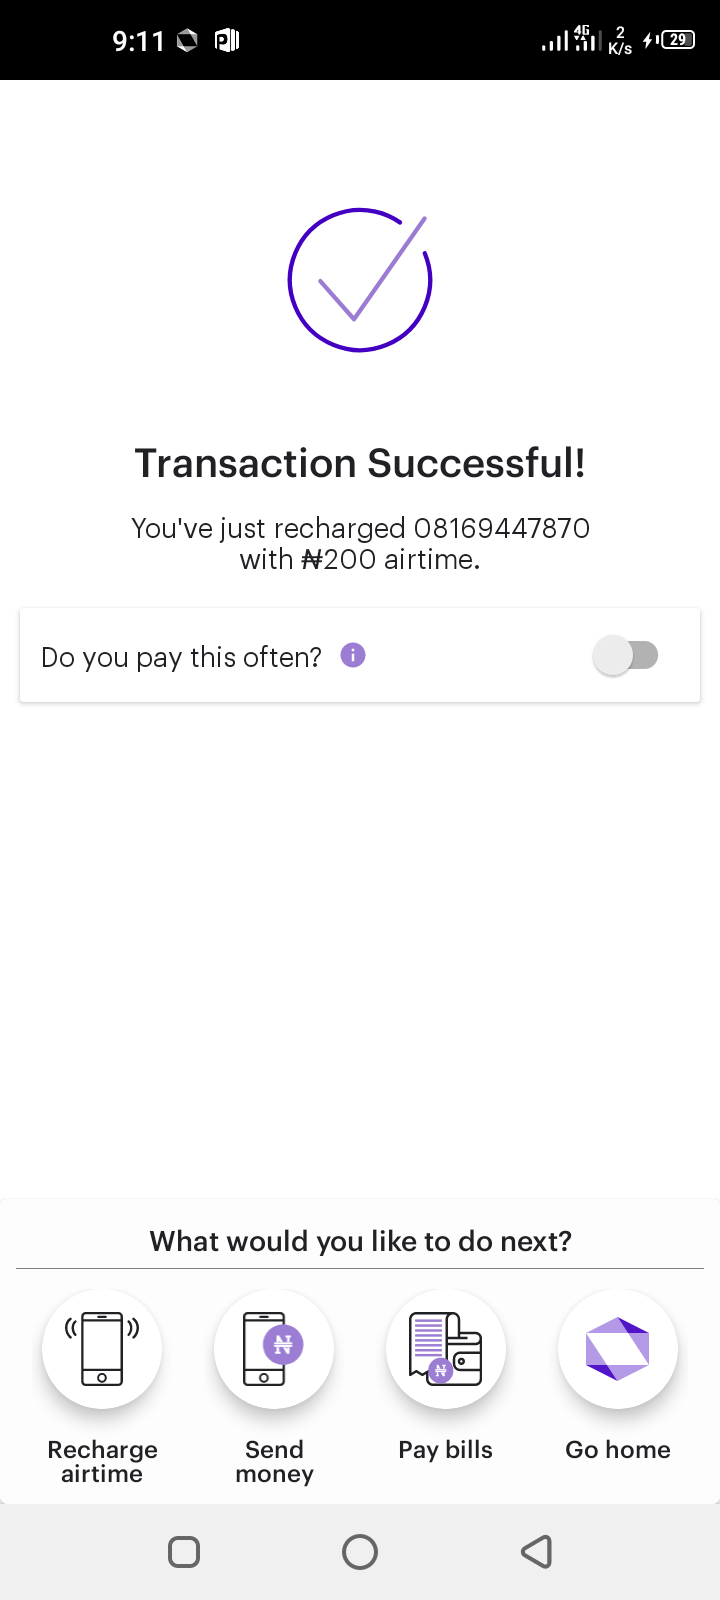 9:11
4G
2
K/s
29
Transaction Successful!
You've just recharged 08169447870
with ₦200 airtime.
Do you pay this often?
What would you like to do next?
Recharge
airtime
Send
money
Pay bills
Go home